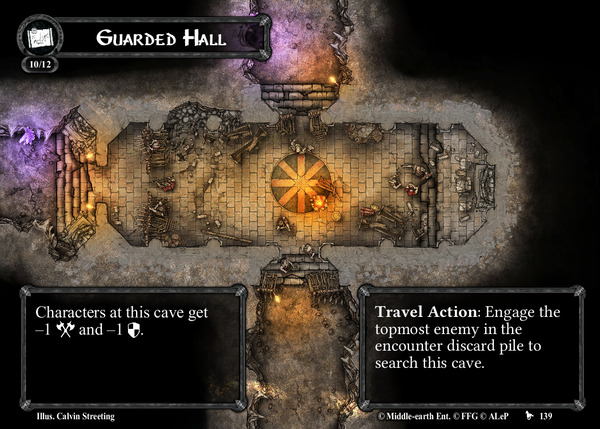 Guarded Hall
10/12
Characters at this cave get
–1 and –1 .
Travel Action: Engage the
topmost enemy in the
encounter discard pile to
search this cave.
Illus. Calvin Streeting
© Middle-earth Ent. © FFG © ALeP
139